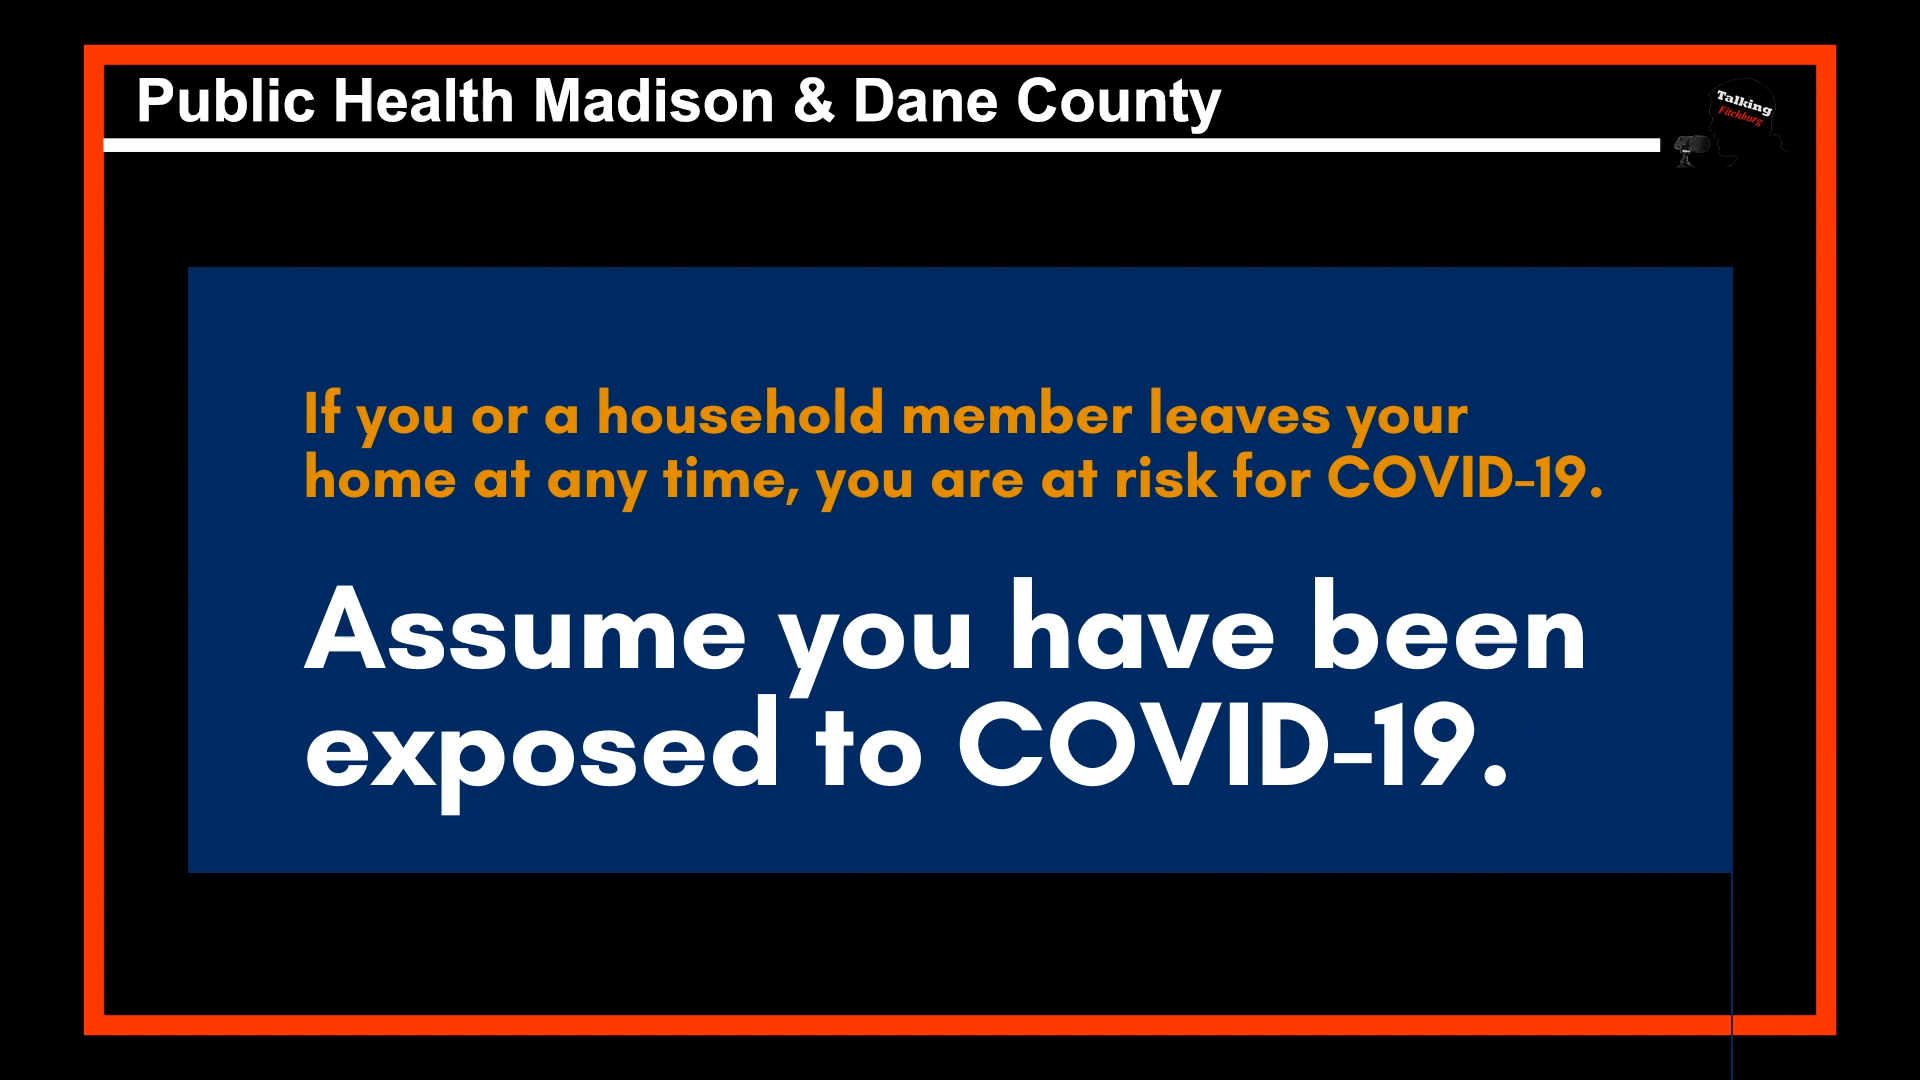 Public Health Madison & Dane County
Talking
Fitchburg
If you or a household member leaves your
home at any time, you are at risk for COVID-19.
Assume you have been
exposed to COVID-19.